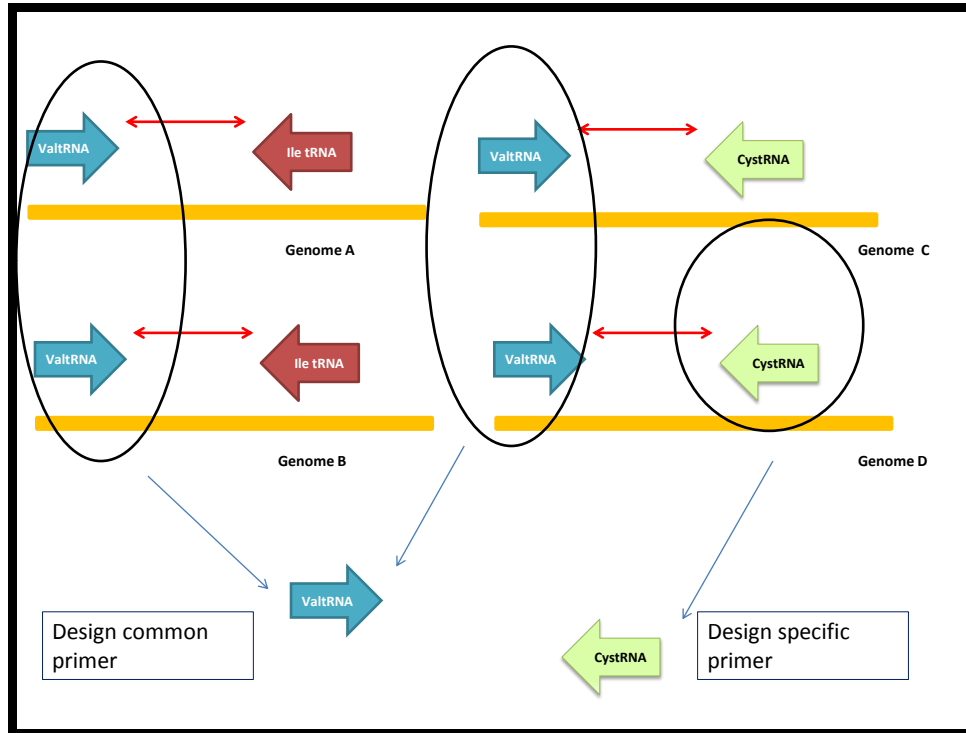 ValtRNA
Ile tRNA
ValtRNA
CystRNA
Genome A
Genome C
ValtRNA
Ile tRNA
ValtRNA
CystRNA
Genome B
Genome D
ValtRNA
Design common
primer
CystRNA
Design specific
primer